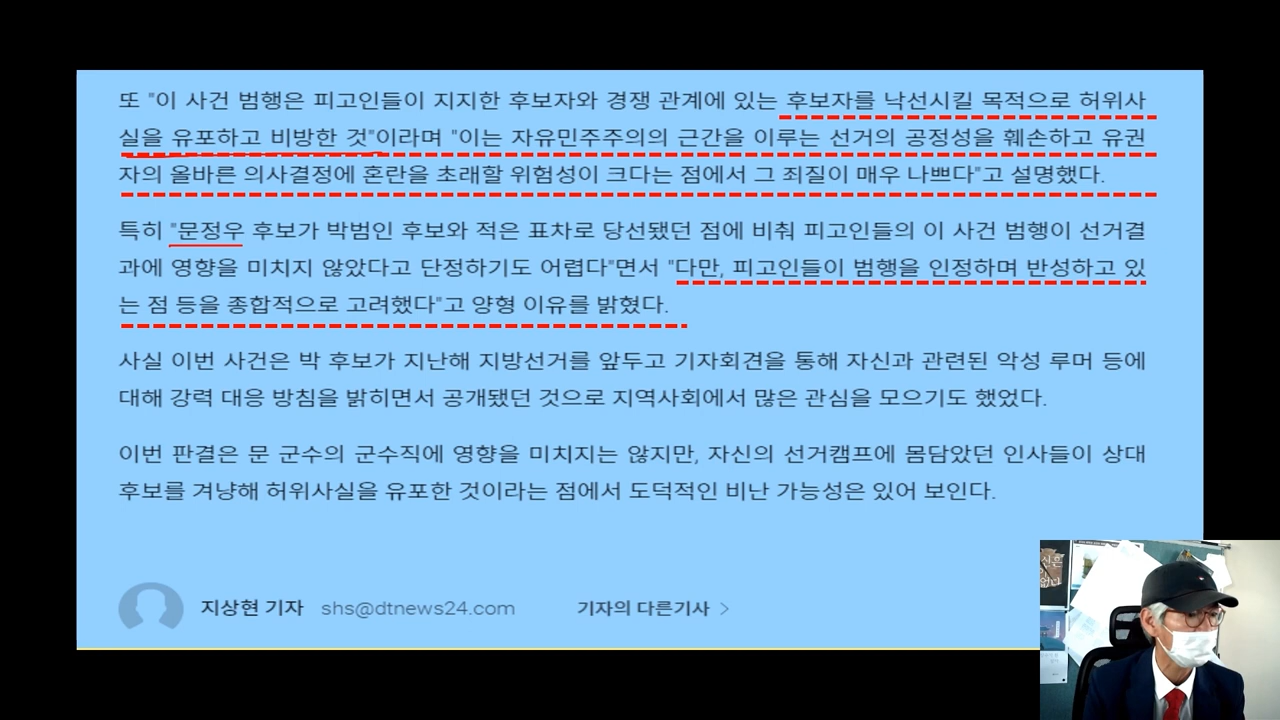 또 "이 사건 범행은 피고인들이 지지한 후보자와 경쟁 관계에 있는 후보자를 낙선시킬 목적으로 허위사
실을 유포하고 비방한 것"이라며 "이는 자유민주주의의 근간을 이루는 선거의 공정성을 훼손하고 유권
자의 올바른 의사결정에 혼란을 초래할 위험성이 크다는 점에서 그 죄질이 매우 나쁘다"고 설명했다.
특히 "문정우 후보가 박범인 후보와 적은 표차로 당선됐던 점에 비춰 피고인들의 이 사건 범행이 선거결
과에 영향을 미치지 않았다고 단정하기도 어렵다"면서 "다만, 피고인들이 범행을 인정하며 반성하고 있
는 점 등을 종합적으로 고려했다"고 양형 이유를 밝혔다.
사실 이번 사건은 박 후보가 지난해 지방선거를 앞두고 기자회견을 통해 자신과 관련된 악성 루머 등에
대해 강력 대응 방침을 밝히면서 공개됐던 것으로 지역사회에서 많은 관심을 모으기도 했었다.
이번 판결은 문 군수의 군수직에 영향을 미치지는 않지만, 자신의 선거캠프에 몸담았던 인사들이 상대
후보를 겨냥해 허위사실을 유포한 것이라는 점에서 도덕적인 비난 가능성은 있어 보인다.
지상현 기자 shs@dtnews24.com 기자의 다른기사 >